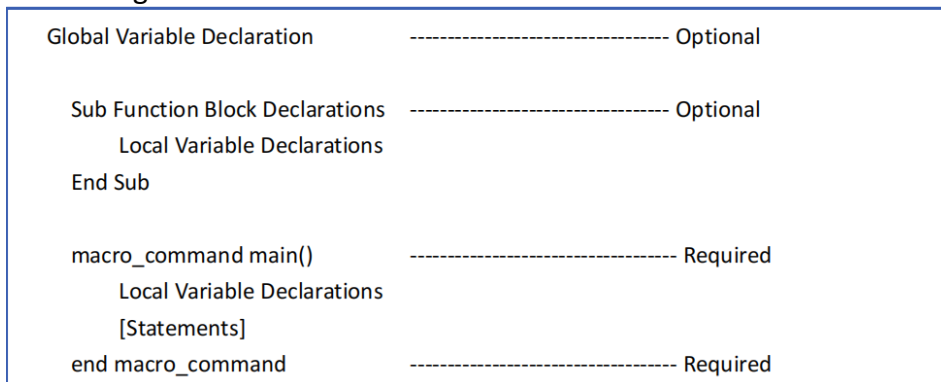 Global Variable Declaration ---------------------------------- Optional
Sub Function Block Declarations ---------------------------------- Optional
Local Variable Declarations
End Sub
macro_command main() ----------------------------------- Required
Local Variable Declarations
[Statements]
end macro_command ----------------------------------- Required